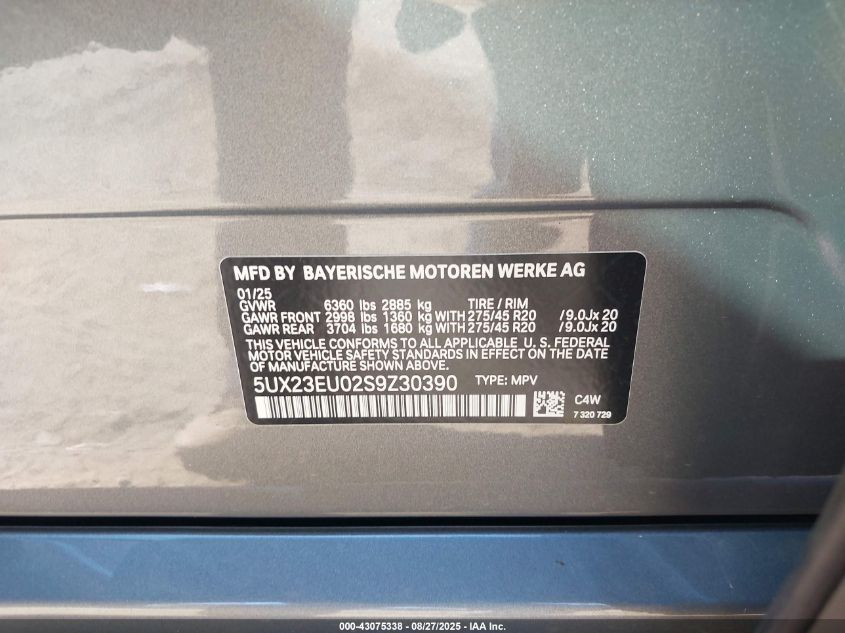 MFD BY BAYERISCHE MOTOREN WERKE AG
01/25
GVWR 6360 lbs 2885 kg TIRE / RIM
GAWR FRONT 2998 lbs 1360 kg WITH 275/45 R20 / 9.0Jx 20
GAWR REAR 3704 lbs 1680 kg WITH 275/45 R20 / 9.0Jx 20
THIS VEHICLE CONFORMS TO ALL APPLICABLE U. S. FEDERAL
MOTOR VEHICLE SAFETY STANDARDS IN EFFECT ON THE DATE
OF MANUFACTURE SHOWN ABOVE.
5UX23EU02S9Z30390 TYPE: MPV
C4W
7 320 729
000-43075338 - 08/27/2025 - IAA Inc.